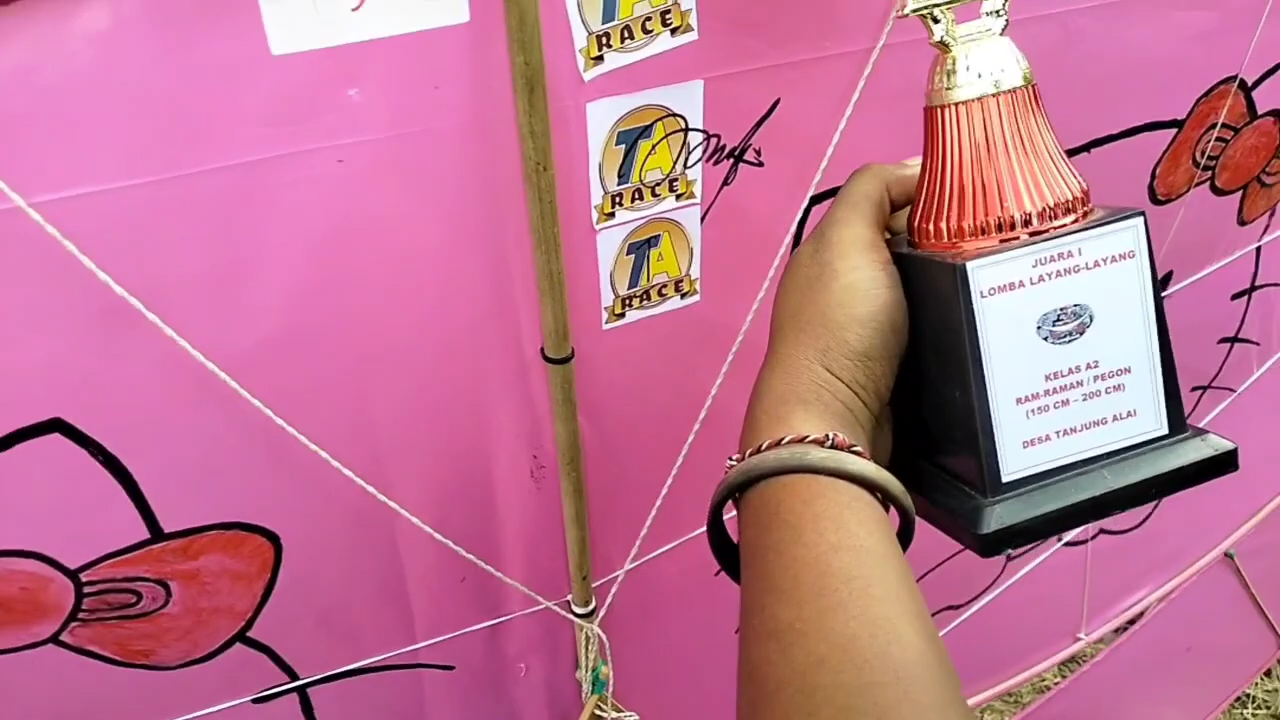 TA
RACE
TA
RACE
TA
RACE
JUARA I
LOMBA LAYANG-LAYANG
KELAS A2
RAM-RAMAN / PEGON
(150 CM – 200 CM)
DESA TANJUNG ALAI